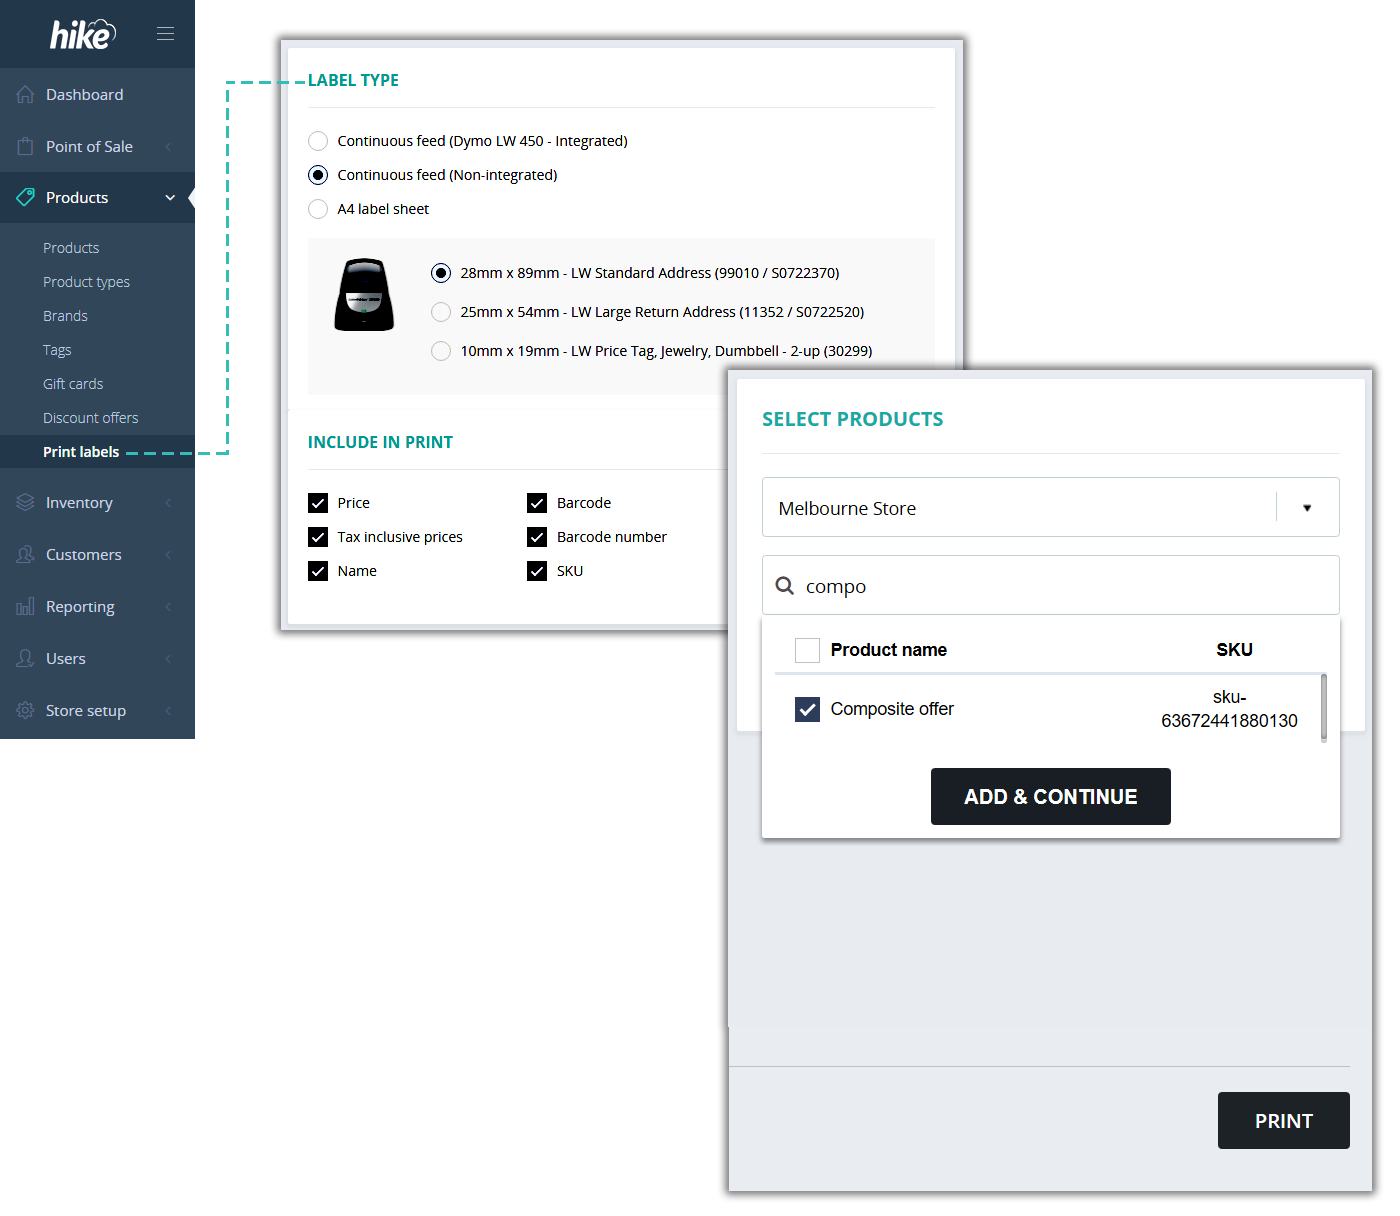 hike
Dashboard
Point of Sale
Products
Products
Product types
Brands
Tags
Gift cards
Discount offers
Print labels
Inventory
Customers
Reporting
Users
Store setup
LABEL TYPE
Continuous feed (Dymo LW 450 - Integrated)
Continuous feed (Non-integrated)
A4 label sheet
28mm x 89mm - LW Standard Address (99010 / S0722370)
25mm x 54mm - LW Large Return Address (11352 / S0722520)
10mm x 19mm - LW Price Tag, Jewelry, Dumbbell - 2-up (30299)
INCLUDE IN PRINT
Price
Barcode
Tax inclusive prices
Barcode number
Name
SKU
SELECT PRODUCTS
Melbourne Store
compo
Product name SKU
Composite offer
sku-
63672441880130
ADD & CONTINUE
PRINT